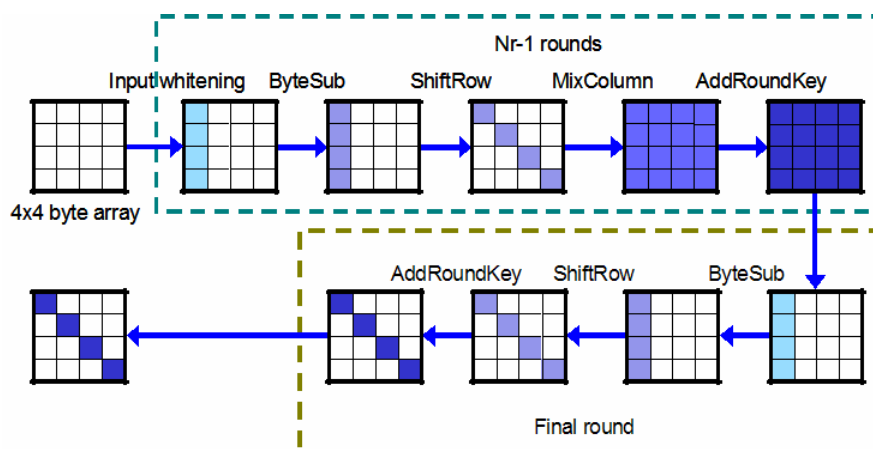 Nr-1 rounds
Input whitening ByteSub ShiftRow MixColumn AddRoundKey
4x4 byte array
AddRoundKey ShiftRow ByteSub
Final round